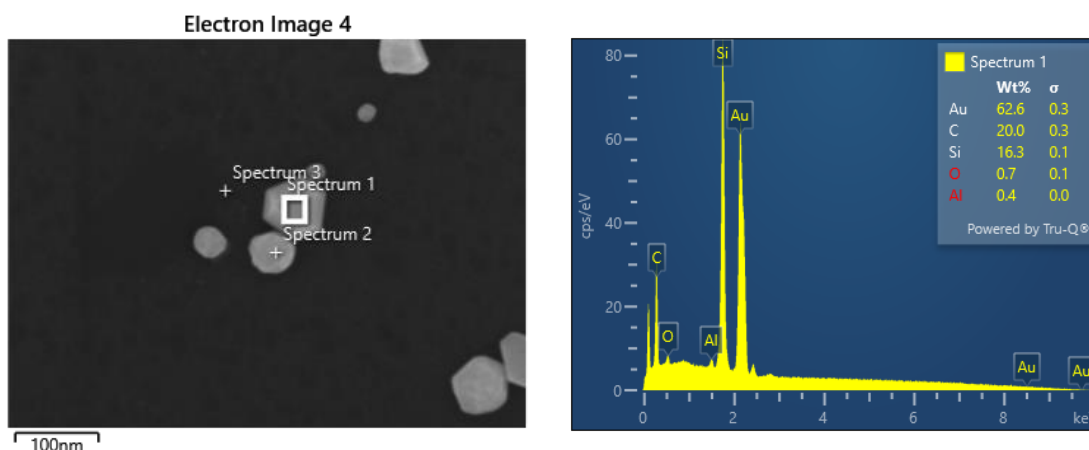 Electron Image 4
Spectrum 3
Spectrum 1
Spectrum 2
100nm
80
60
40
20
0
cps/eV
Si
Au
C
O
Al
Au
Au
0 2 4 6 8 ke
Spectrum 1
Wt% σ
Au 62.6 0.3
C 20.0 0.3
Si 16.3 0.1
O 0.7 0.1
Al 0.4 0.0
Powered by Tru-Q®